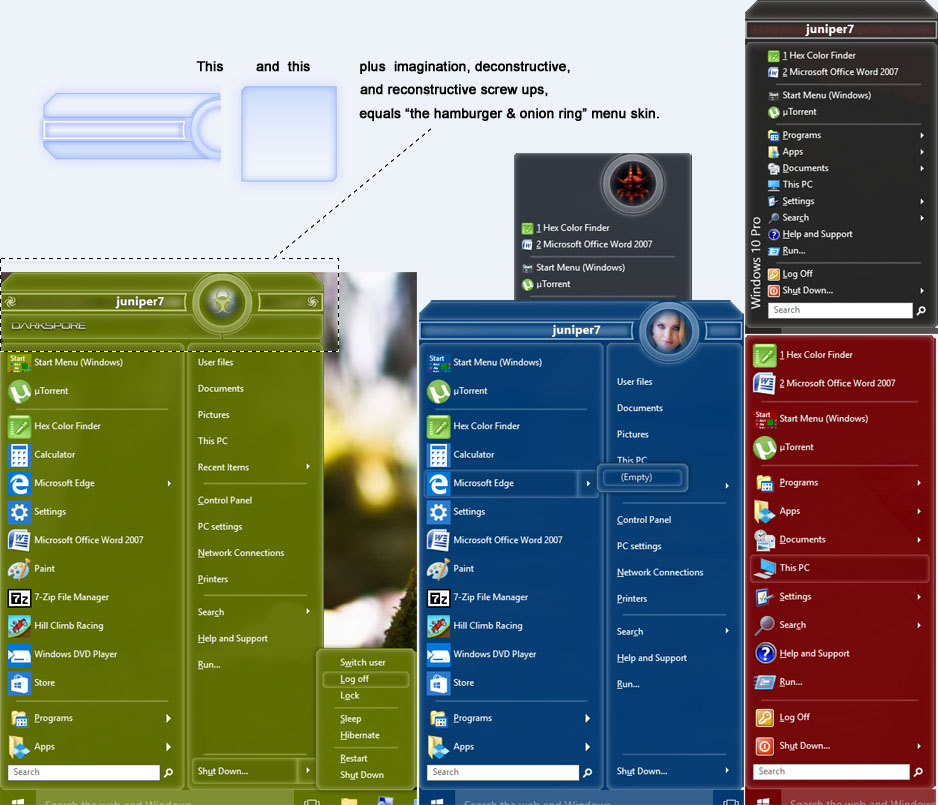 This and this plus imagination, deconstructive,
and reconstructive screw ups,
equals “the hamburger & onion ring” menu skin.
juniper7
DARKSPORE
Start Menu (Windows)
µTorrent
Hex Color Finder
Calculator
Microsoft Edge
Settings
Microsoft Office Word 2007
Paint
7-Zip File Manager
Hill Climb Racing
Windows DVD Player
Store
Programs
Apps
Search
User files
Documents
Pictures
This PC
Recent Items
Control Panel
PC settings
Network Connections
Printers
Search
Help and Support
Run...
Shut Down...
Switch user
Log off
Lock
Sleep
Hibernate
Restart
Shut Down
Search the web and Windows
1 Hex Color Finder
2 Microsoft Office Word 2007
Start Menu (Windows)
µTorrent
juniper7
Start Menu (Windows)
µTorrent
Hex Color Finder
Calculator
Microsoft Edge
Settings
Microsoft Office Word 2007
Paint
7-Zip File Manager
Hill Climb Racing
Windows DVD Player
Store
Programs
Apps
Search
User files
Documents
Pictures
This PC
(Empty)
Control Panel
PC settings
Network Connections
Printers
Search
Help and Support
Run...
Shut Down...
Search the web and Windows
juniper7
1 Hex Color Finder
2 Microsoft Office Word 2007
Start Menu (Windows)
µTorrent
Programs
Apps
Documents
This PC
Settings
Search
Help and Support
Run...
Log Off
Shut Down...
Search
Windows 10 Pro
1 Hex Color Finder
2 Microsoft Office Word 2007
Start Menu (Windows)
µTorrent
Programs
Apps
Documents
This PC
Settings
Search
Help and Support
Run...
Log Off
Shut Down...
Search